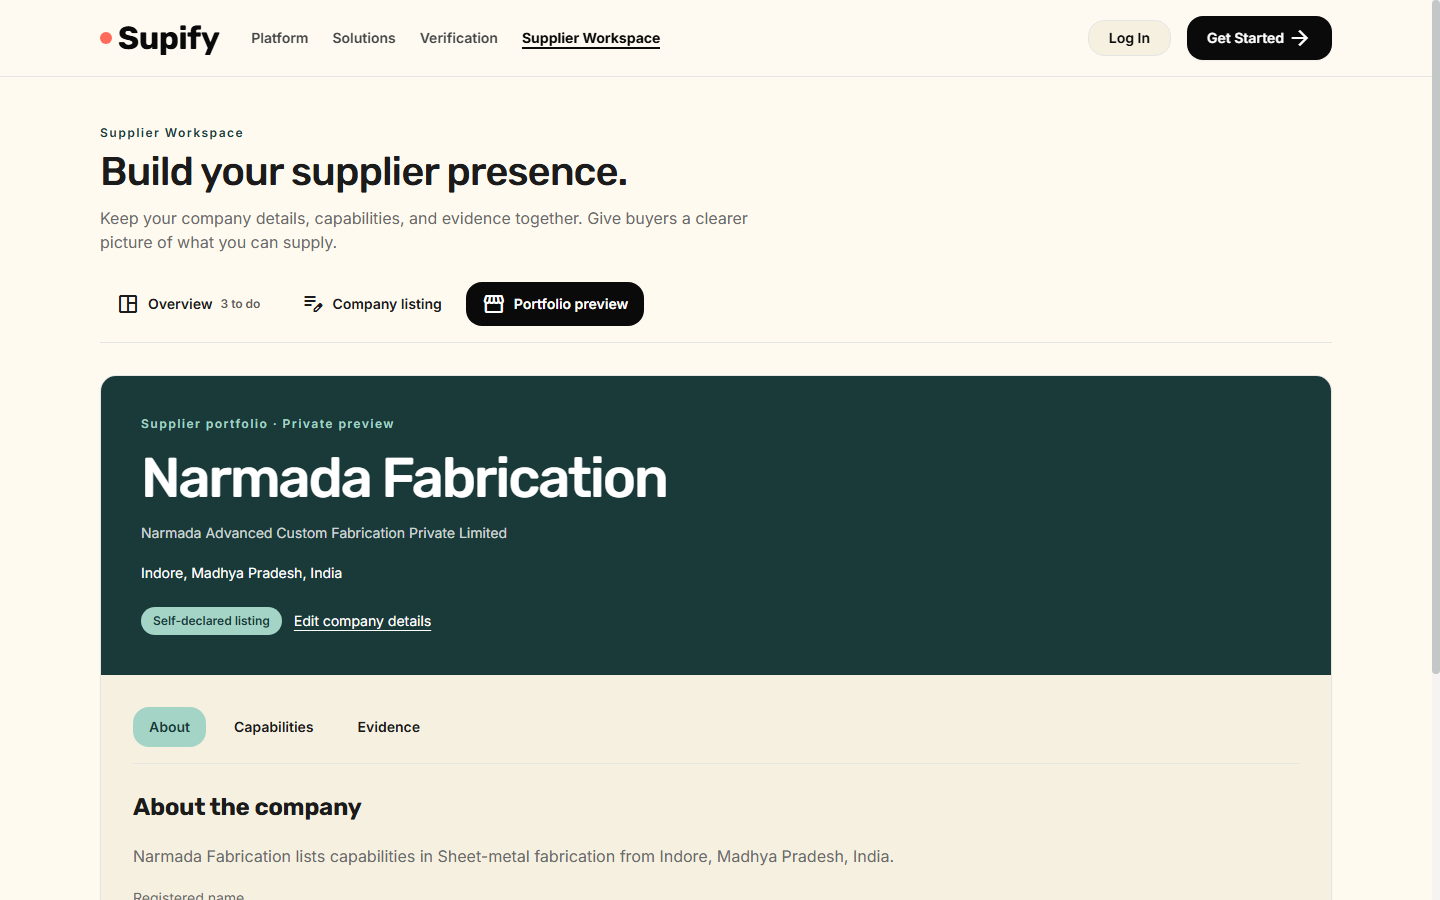 Supify
Platform
Solutions
Verification
Supplier Workspace
Log In
Get Started
Supplier Workspace
Build your supplier presence.
Keep your company details, capabilities, and evidence together. Give buyers a clearer
picture of what you can supply.
Overview 3 to do
Company listing
Portfolio preview
Supplier portfolio · Private preview
Narmada Fabrication
Narmada Advanced Custom Fabrication Private Limited
Indore, Madhya Pradesh, India
Self-declared listing
Edit company details
About
Capabilities
Evidence
About the company
Narmada Fabrication lists capabilities in Sheet-metal fabrication from Indore, Madhya Pradesh, India.
Registered name